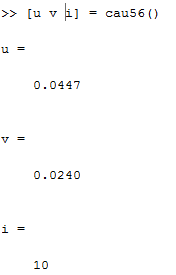 >> [u v i] = cau56()
u =
0.0447
v =
0.0240
i =
10